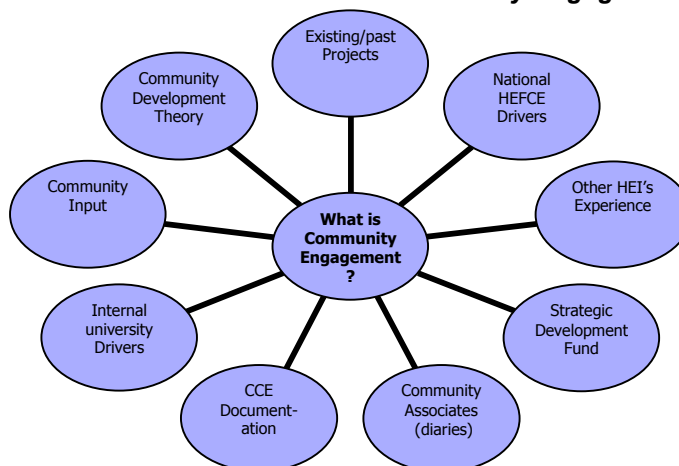 Existing/past
Projects
National
HEFCE
Drivers
Other HEI's
Experience
Strategic
Development
Fund
Community
Associates
(diaries)
CCE
Document-
ation
Internal
university
Drivers
Community
Input
Community
Development
Theory
What is
Community
Engagement
?